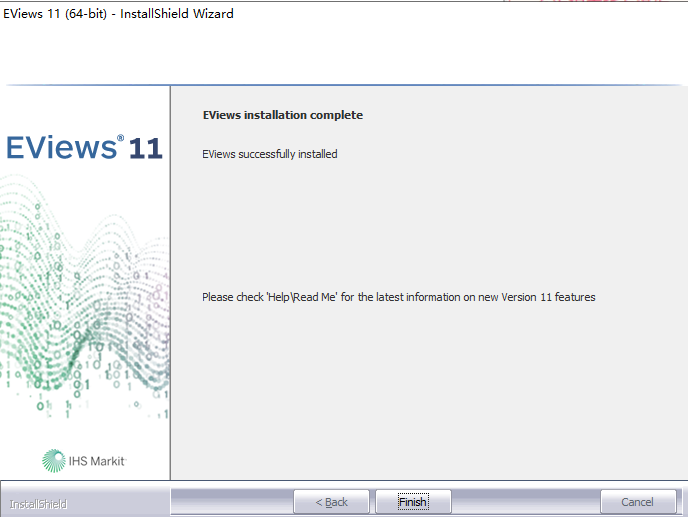 EViews 11 (64-bit) - InstallShield Wizard
EViews installation complete
EViews® 11
EViews successfully installed
Please check 'Help\Read Me' for the latest information on new Version 11 features
IHS Markit
InstallShield
< Back
Finish
Cancel